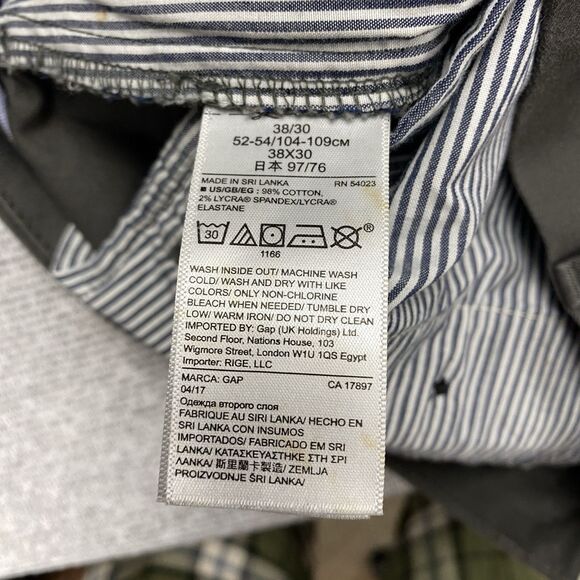 38/30
52-54/104-109CM
38X30
日本 97/76
MADE IN SRI LANKA RN 54023
■ US/GB/EG : 98% COTTON,
2% LYCRA® SPANDEX/LYCRA®
ELASTANE
30
1166
WASH INSIDE OUT/ MACHINE WASH
COLD/ WASH AND DRY WITH LIKE
COLORS/ ONLY NON-CHLORINE
BLEACH WHEN NEEDED/ TUMBLE DRY
LOW/ WARM IRON/ DO NOT DRY CLEAN
IMPORTED BY: Gap (UK Holdings) Ltd.
Second Floor, Nations House, 103
Wigmore Street, London W1U 1QS Egypt
Importer: RIGE, LLC
MARCA: GAP CA 17897
04/17
Одежда второго слоя
FABRIQUE AU SRI LANKA/ HECHO EN
SRI LANKA CON INSUMOS
IMPORTADOS/ FABRICADO EM SRI
LANKA/ ΚΑΤΑΣΚΕΥΑΣΤΗΚΕ ΣΤΗ ΣΡΙ
ΛΑΝΚΑ/ 斯里蘭卡製造/ ZEMLJA
PROIZVODNJE ŠRI LANKA/